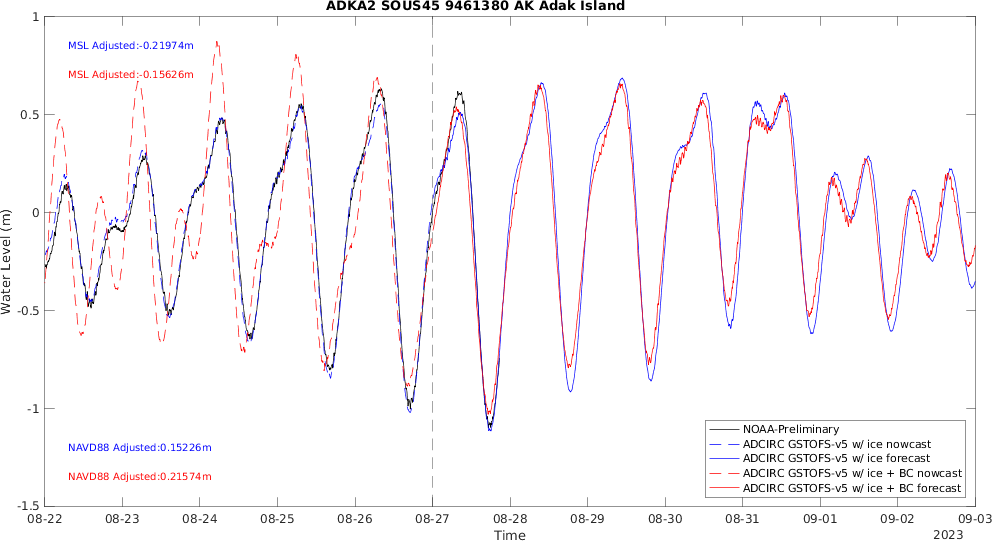 ADKA2 SOUS45 9461380 AK Adak Island
1
0.5
0
-0.5
-1
-1.5
Water Level (m)
MSL Adjusted:-0.21974m
MSL Adjusted:-0.15626m
NAVD88 Adjusted:0.15226m
NAVD88 Adjusted:0.21574m
NOAA-Preliminary
ADCIRC GSTOFS-v5 w/ ice nowcast
ADCIRC GSTOFS-v5 w/ ice forecast
ADCIRC GSTOFS-v5 w/ ice + BC nowcast
ADCIRC GSTOFS-v5 w/ ice + BC forecast
08-22 08-23 08-24 08-25 08-26 08-27 08-28 08-29 08-30 08-31 09-01 09-02 09-03
Time
2023